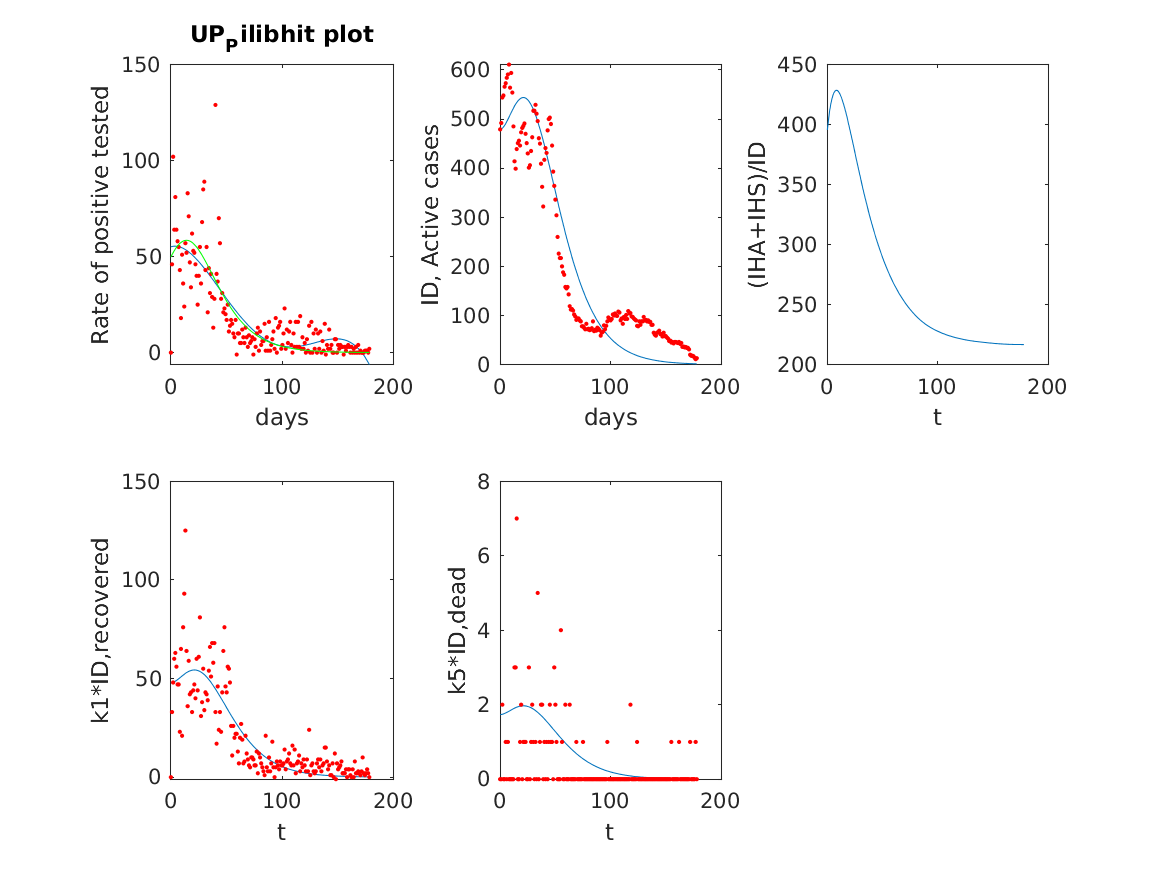 UP_Pilibhit plot
150
100
50
0
0 100 200
Rate of positive tested
days
600
500
400
300
200
100
0
0 100 200
ID, Active cases
days
450
400
350
300
250
200
0 100 200
(IHA+IHS)/ID
t
150
100
50
0
0 100 200
k1*ID,recovered
t
8
6
4
2
0
0 100 200
k5*ID,dead
t